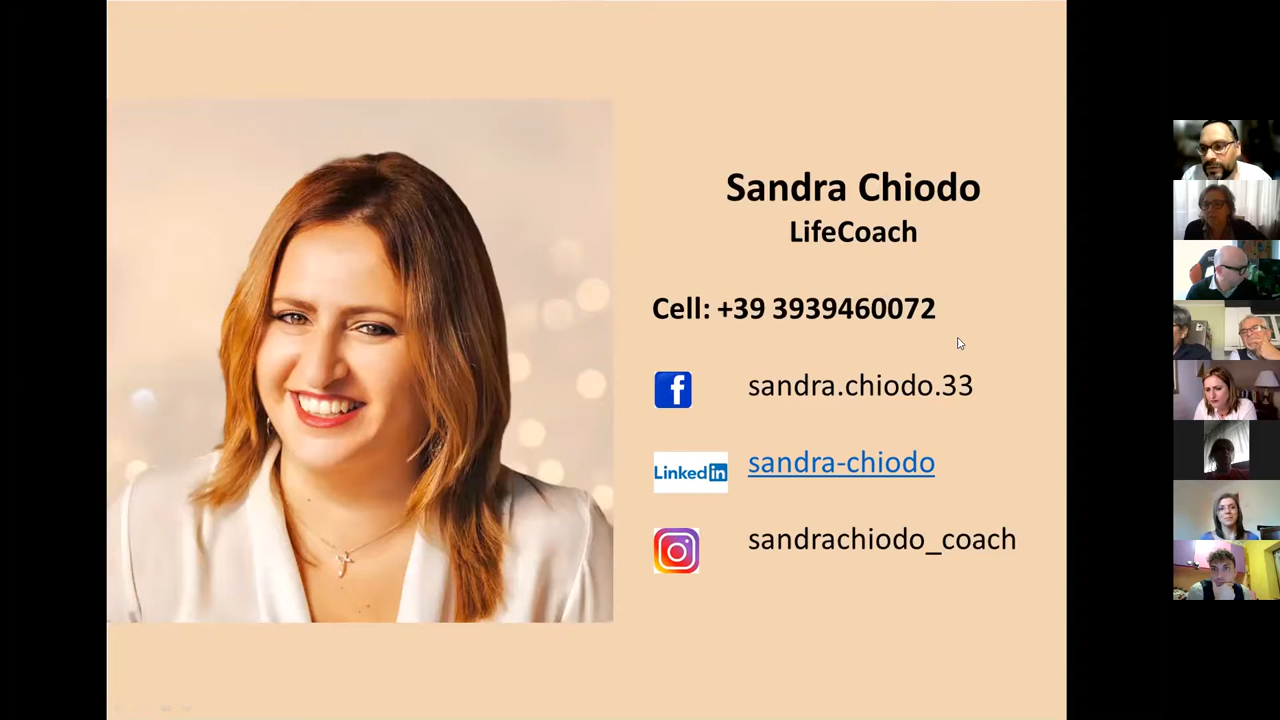 Sandra Chiodo
LifeCoach
Cell: +39 3939460072
f sandra.chiodo.33
Linked in sandra-chiodo
sandrachiodo_coach